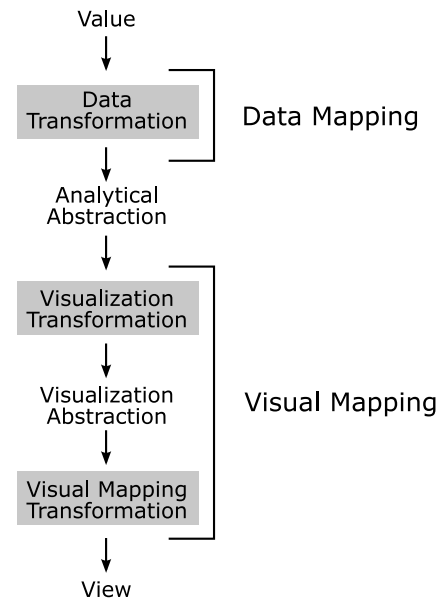 Value
Data
Transformation
Data Mapping
Analytical
Abstraction
Visualization
Transformation
Visualization
Abstraction
Visual Mapping
Visual Mapping
Transformation
View